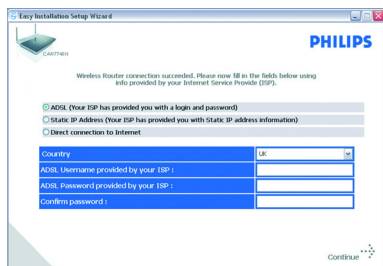 Easy Installation Setup Wizard
PHILIPS
Wireless Router connection succeeded. Please now fill in the fields below using
info provided by your Internet Service Provide (ISP).
ADSL (Your ISP has provided you with a login and password)
Static IP Address (Your ISP has provided you with Static IP address information)
Direct connection to Internet
Country UK
ADSL Username provided by your ISP :
ADSL Password provided by your ISP :
Confirm password :
Continue